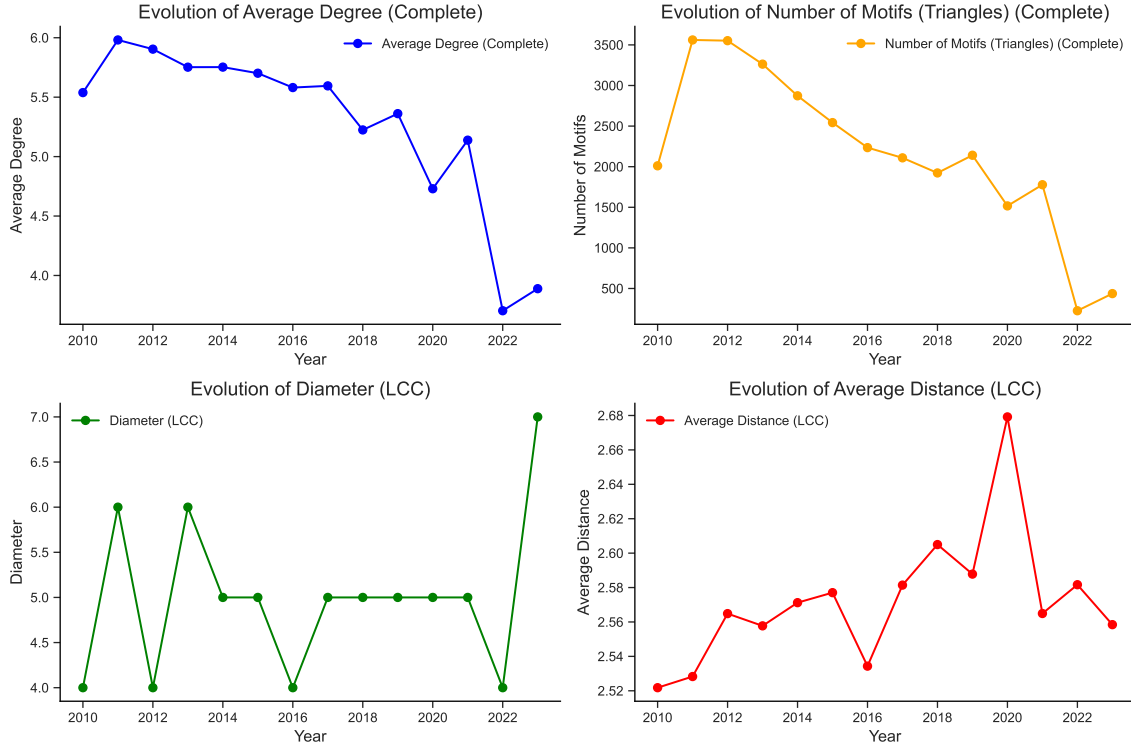 Evolution of Average Degree (Complete)
Average Degree (Complete)
Average Degree
6.0
5.5
5.0
4.5
4.0
2010 2012 2014 2016 2018 2020 2022
Year
Evolution of Number of Motifs (Triangles) (Complete)
Number of Motifs (Triangles) (Complete)
Number of Motifs
3500
3000
2500
2000
1500
1000
500
2010 2012 2014 2016 2018 2020 2022
Year
Evolution of Diameter (LCC)
Diameter (LCC)
Diameter
7.0
6.5
6.0
5.5
5.0
4.5
4.0
2010 2012 2014 2016 2018 2020 2022
Year
Evolution of Average Distance (LCC)
Average Distance (LCC)
Average Distance
2.68
2.66
2.64
2.62
2.60
2.58
2.56
2.54
2.52
2010 2012 2014 2016 2018 2020 2022
Year